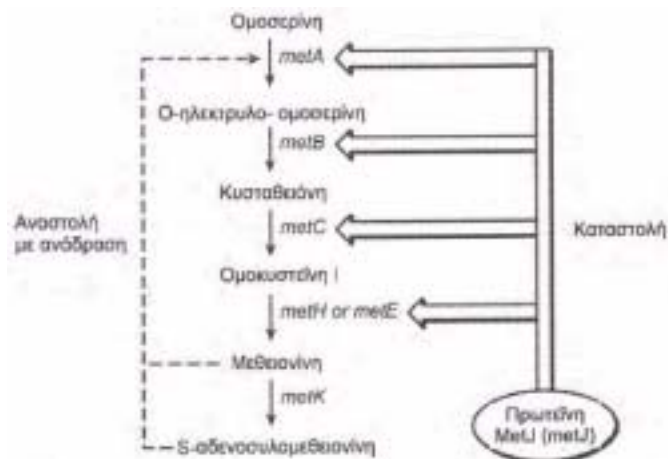 Ομοσερίνη
metA
Ο-ηλεκτρυλο- ομοσερίνη
metB
Κυσταθειόνη
Αναστολή
με ανάδραση
metC
Καταστολή
Ομοκυστεΐνη |
metH or metE
Μεθειονίνη
metK
Πρωτεΐνη
MetJ (metJ)
S-αδενοσυλομεθειονίνη